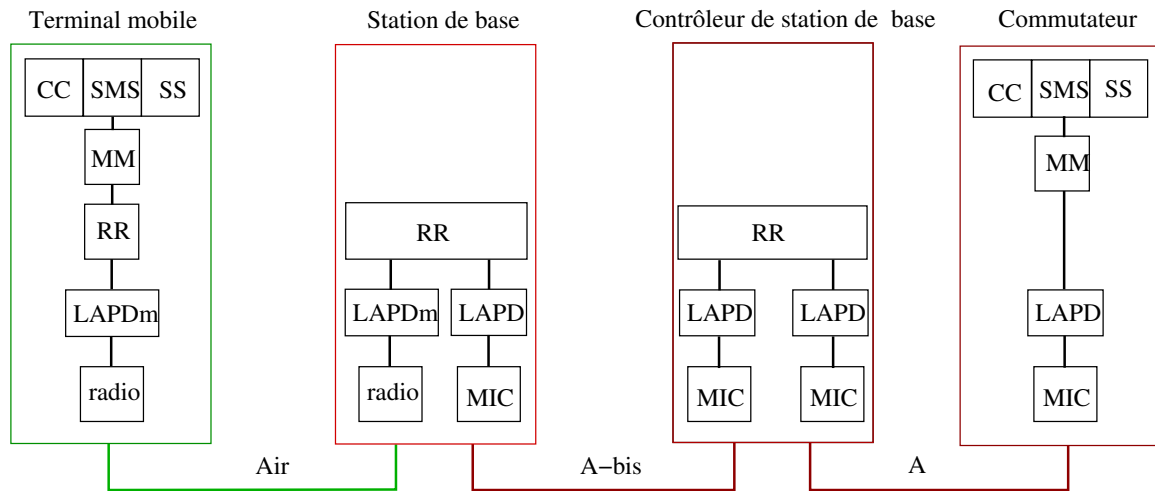 Terminal mobile
Station de base
Contrôleur de station de base
Commutateur
CC SMS SS
CC SMS SS
MM
MM
RR
RR
RR
LAPDm
LAPDm LAPD
LAPD LAPD
LAPD
radio
radio MIC
MIC MIC
MIC
Air
A-bis
A